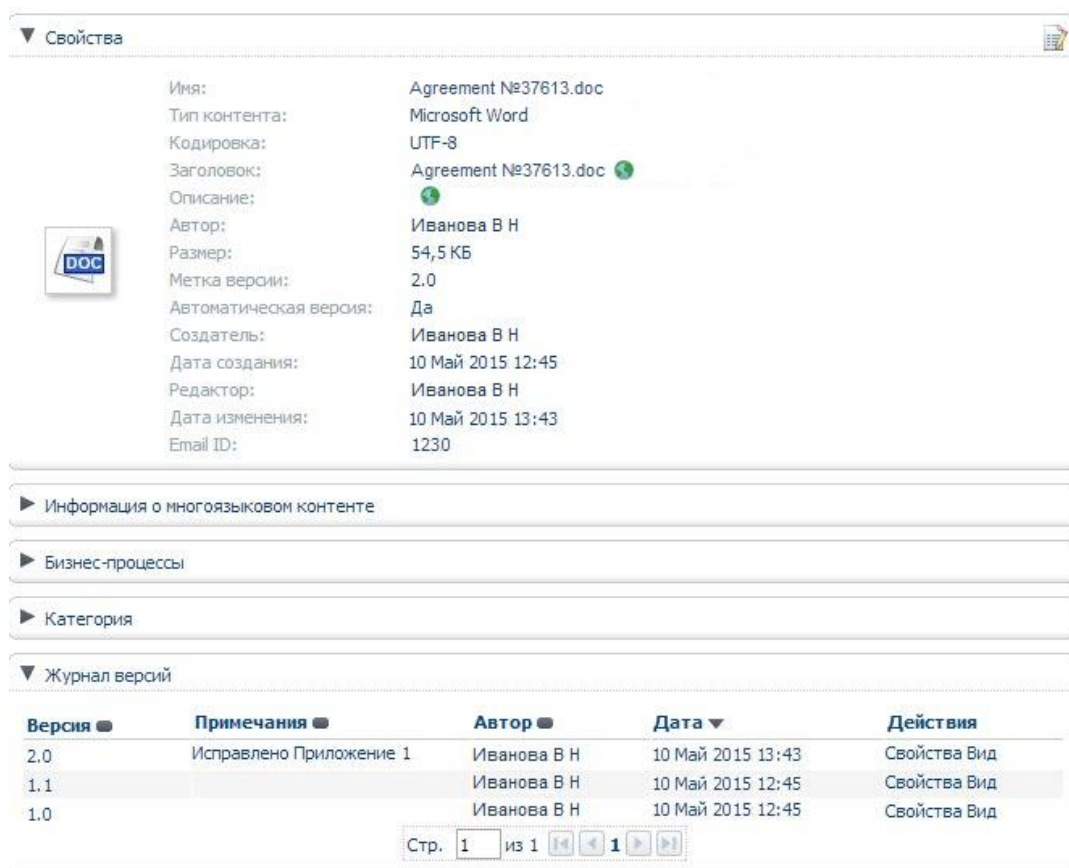 Свойства
Имя: Agreement №37613.doc
Тип контента: Microsoft Word
Кодировка: UTF-8
Заголовок: Agreement №37613.doc
Описание:
Автор: Иванова В Н
DOC
Размер: 54,5 КБ
Метка версии: 2.0
Автоматическая версия: Да
Создатель: Иванова В Н
Дата создания: 10 Май 2015 12:45
Редактор: Иванова В Н
Дата изменения: 10 Май 2015 13:43
Email ID: 1230
Информация о многоязыковом контенте
Бизнес-процессы
Категория
Журнал версий
Версия Примечания Автор Дата Действия
2.0 Исправлено Приложение 1 Иванова В Н 10 Май 2015 13:43 Свойства Вид
1.1 Иванова В Н 10 Май 2015 12:45 Свойства Вид
1.0 Иванова В Н 10 Май 2015 12:45 Свойства Вид
Стр. 1 из 1 1